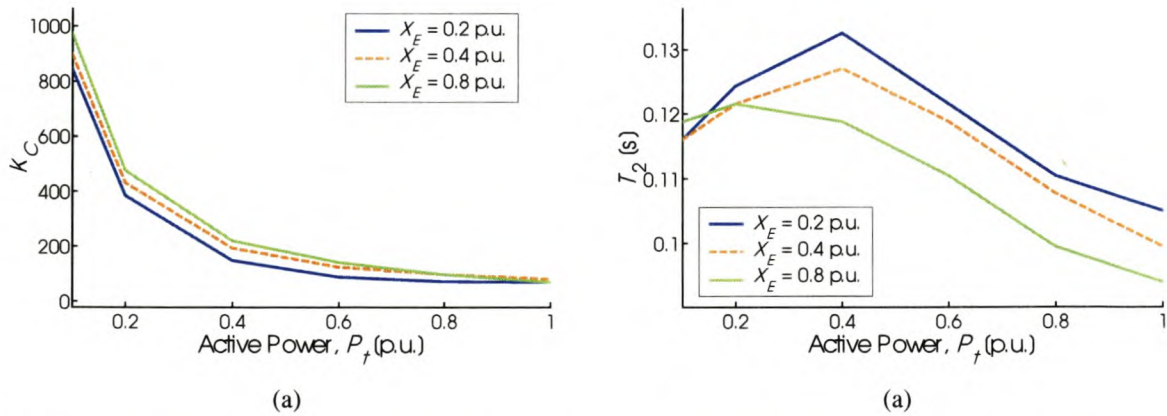 1000
800
600
400
200
0
K_C
X_E = 0.2 p.u.
X_E = 0.4 p.u.
X_E = 0.8 p.u.
0.2 0.4 0.6 0.8 1
Active Power, P_t (p.u.)
(a)
0.13
0.12
0.11
0.1
T_2 (s)
X_E = 0.2 p.u.
X_E = 0.4 p.u.
X_E = 0.8 p.u.
0.2 0.4 0.6 0.8 1
Active Power, P_t (p.u.)
(a)